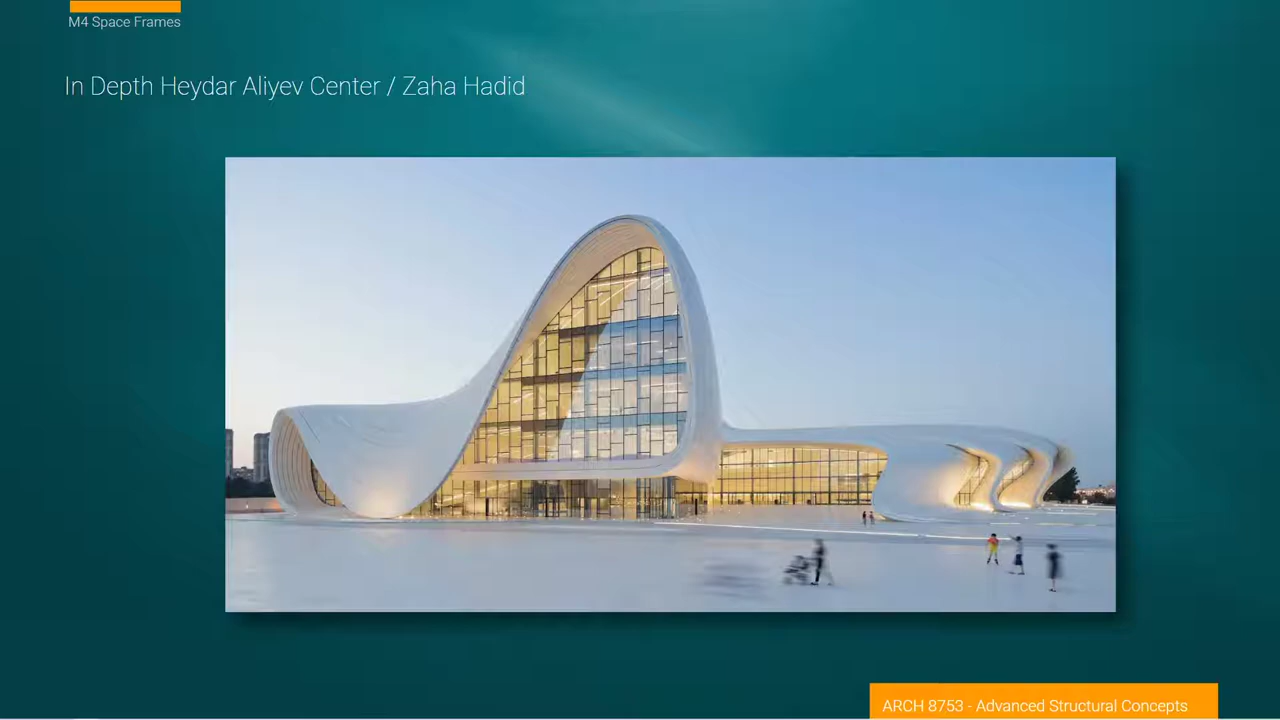 M4 Space Frames
In Depth Heydar Aliyev Center / Zaha Hadid
ARCH 8753 - Advanced Structural Concepts